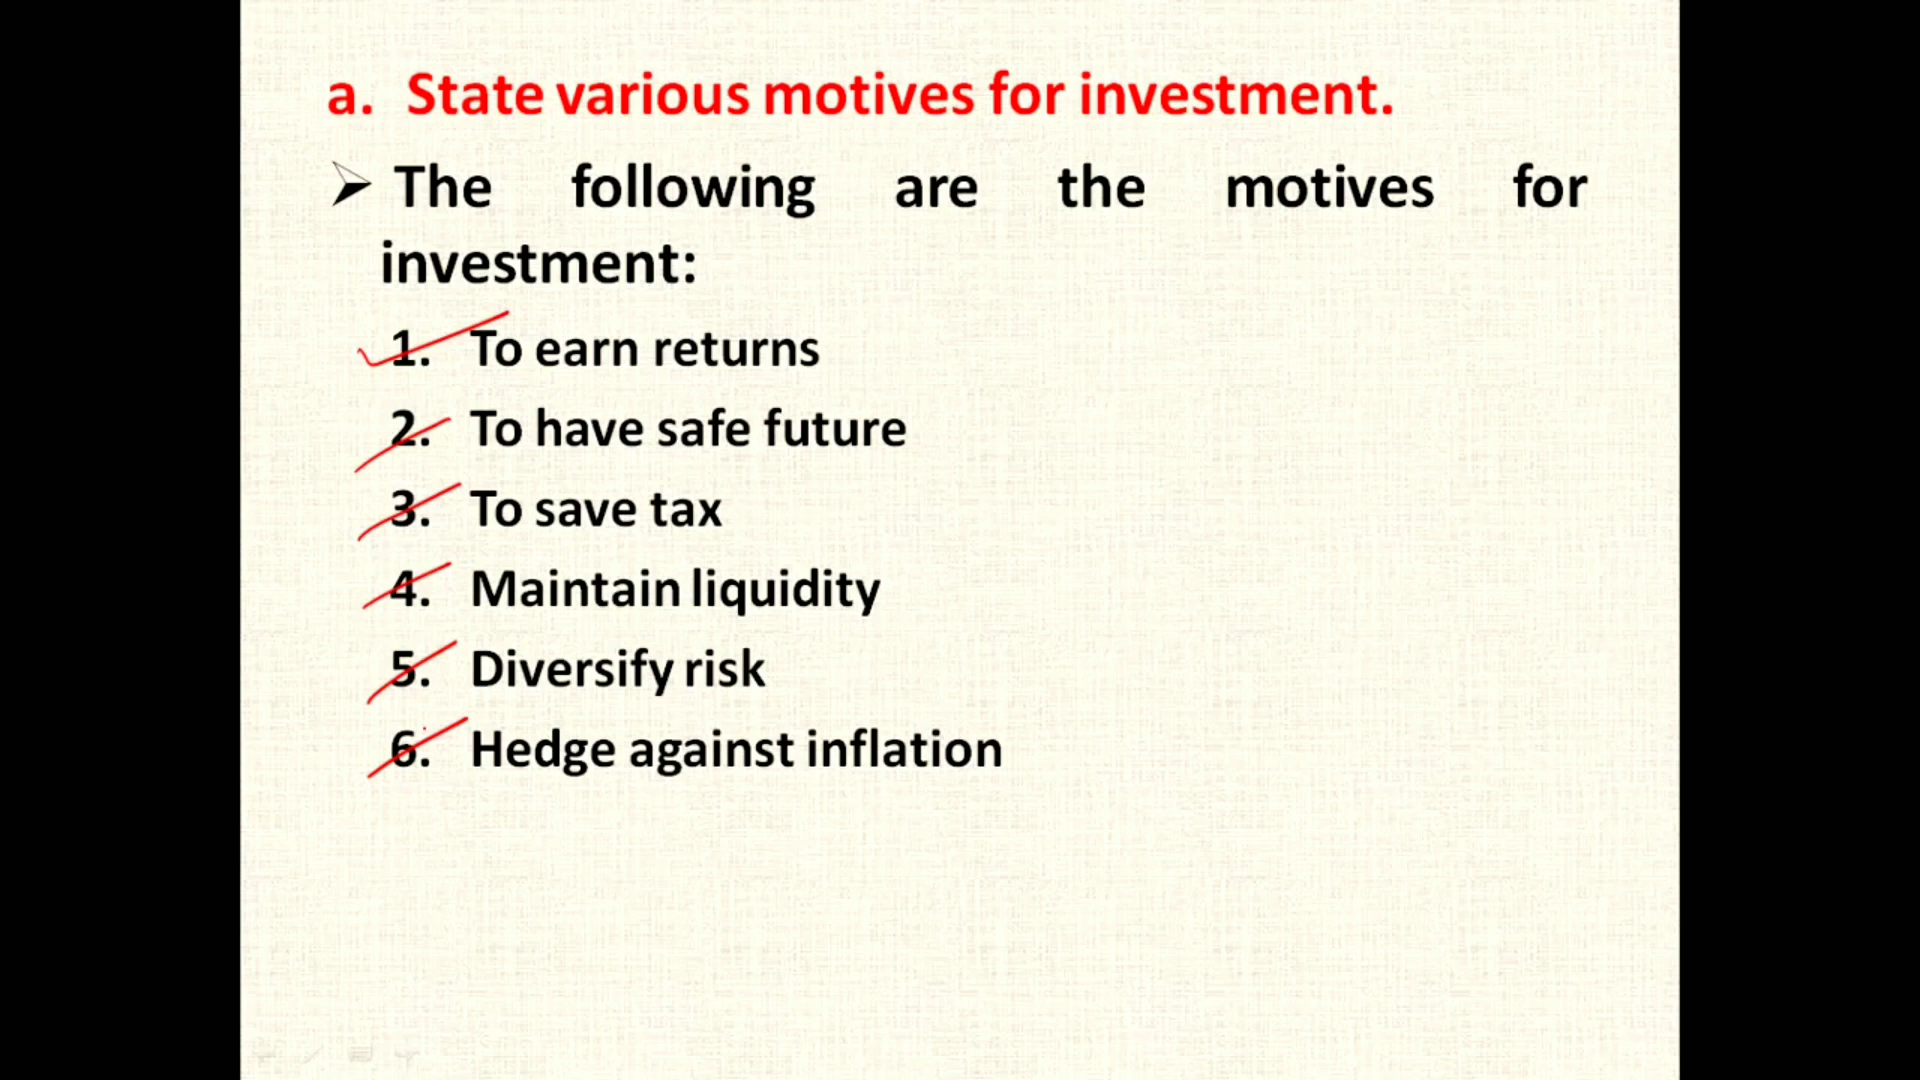 a. State various motives for investment.
➢ The following are the motives for
investment:
1. To earn returns
2. To have safe future
3. To save tax
4. Maintain liquidity
5. Diversify risk
6. Hedge against inflation